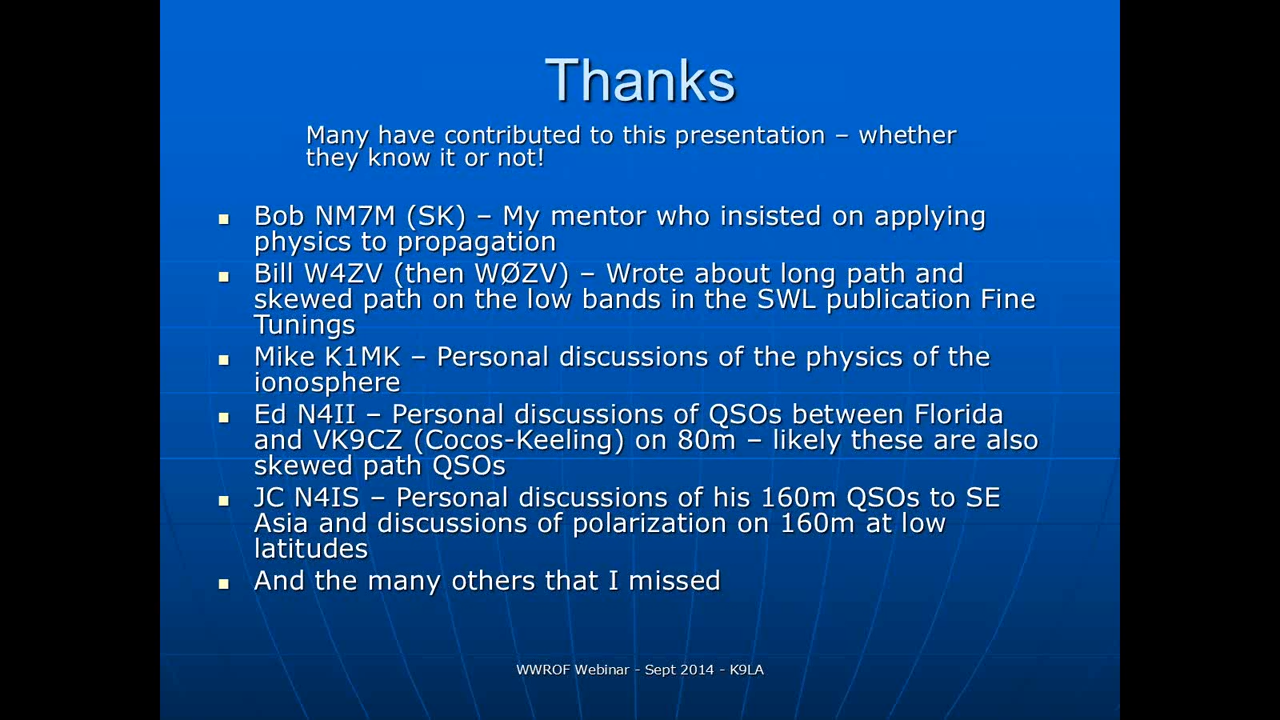 Thanks
Many have contributed to this presentation – whether
they know it or not!
■ Bob NM7M (SK) – My mentor who insisted on applying
physics to propagation
■ Bill W4ZV (then WØZV) – Wrote about long path and
skewed path on the low bands in the SWL publication Fine
Tunings
■ Mike K1MK – Personal discussions of the physics of the
ionosphere
■ Ed N4II – Personal discussions of QSOs between Florida
and VK9CZ (Cocos-Keeling) on 80m – likely these are also
skewed path QSOs
■ JC N4IS – Personal discussions of his 160m QSOs to SE
Asia and discussions of polarization on 160m at low
latitudes
■ And the many others that I missed
WWROF Webinar - Sept 2014 - K9LA